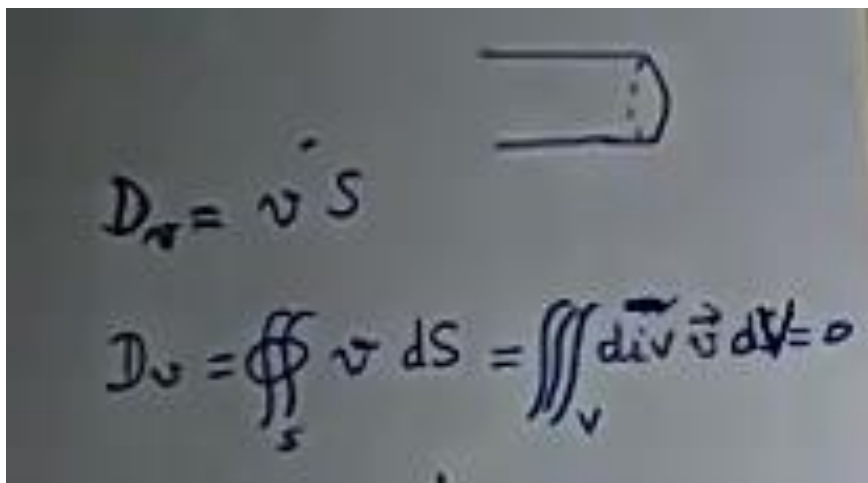 D_v = v S
D_v = ∯_S v dS = ∭_V div v⃗ dV = 0